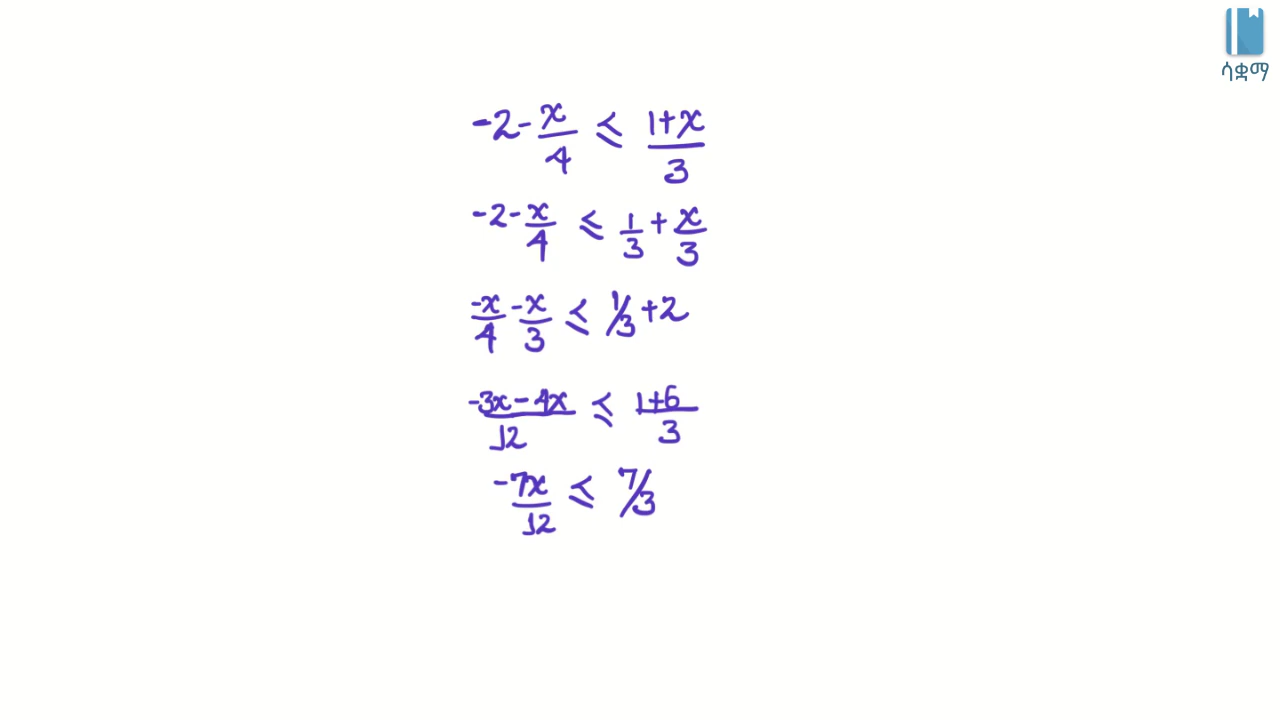 ሳቋማ
-2 - x/4 ≤ (1+x)/3
-2 - x/4 ≤ 1/3 + x/3
-x/4 - x/3 ≤ 1/3 + 2
(-3x - 4x)/12 ≤ (1+6)/3
-7x/12 ≤ 7/3